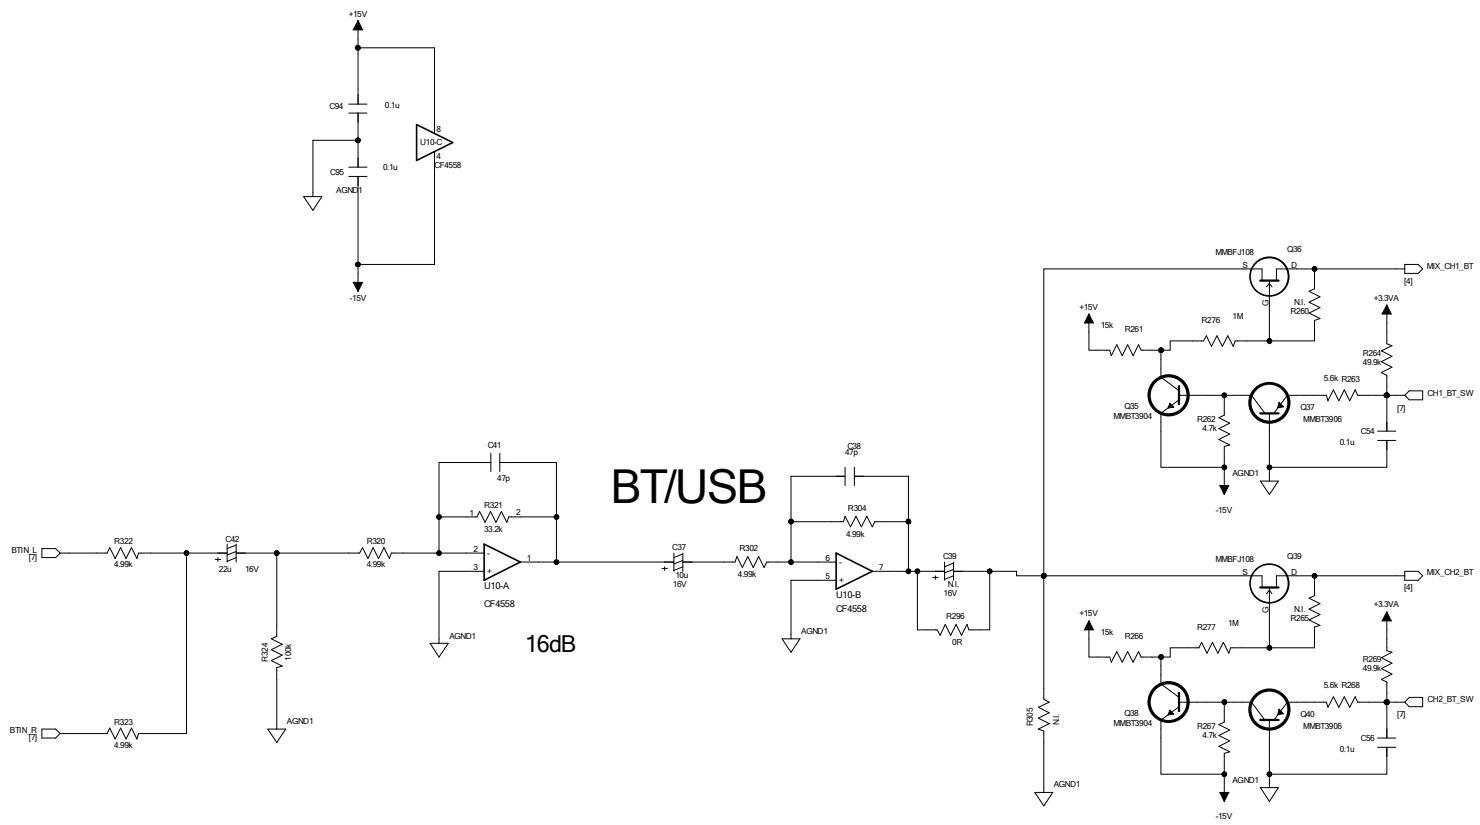 +15V
C94
0.1u
8
U10-C
4
CF4558
C95
0.1u
AGND1
-15V
MMBFJ108
Q36
S
D
G
MIX_CH1_BT
[4]
N.I.
R260
+3.3VA
+15V
15k
R261
R276
1M
R264
49.9k
5.6k
R263
CH1_BT_SW
[7]
Q35
MMBT3904
R262
4.7k
Q37
MMBT3906
C54
0.1u
AGND1
-15V
C41
47p
BT/USB
C38
47p
R321
1
2
33.2k
R304
4.99k
BTIN_L
[7]
R322
4.99k
C42
+
22u
16V
R320
4.99k
2
-
3
+
1
U10-A
CF4558
C37
+
10u
16V
R302
4.99k
6
-
5
+
7
U10-B
CF4558
C39
+
N.I.
16V
R296
0R
MMBFJ108
Q39
S
D
G
MIX_CH2_BT
[4]
N.I.
R265
+3.3VA
+15V
15k
R266
R277
1M
R269
49.9k
5.6k
R268
CH2_BT_SW
[7]
Q38
MMBT3904
R267
4.7k
Q40
MMBT3906
C56
0.1u
AGND1
-15V
AGND1
16dB
AGND1
R324
100k
AGND1
BTIN_R
[7]
R323
4.99k
R305
N.I.
AGND1